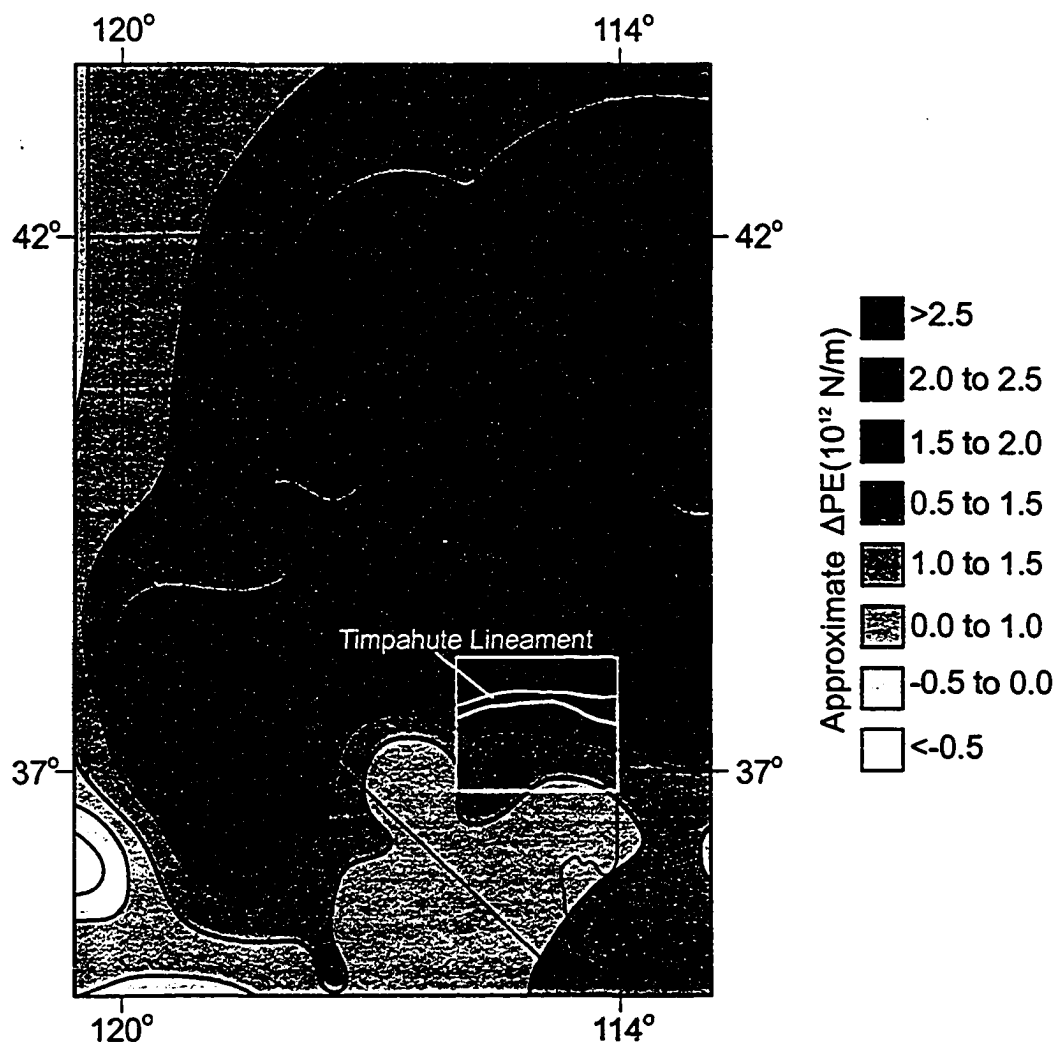 120° 114°
42° 42°
>2.5
2.0 to 2.5
1.5 to 2.0
0.5 to 1.5
1.0 to 1.5
0.0 to 1.0
-0.5 to 0.0
<-0.5
Approximate ΔPE(10¹² N/m)
Timpahute Lineament
37° 37°
120° 114°